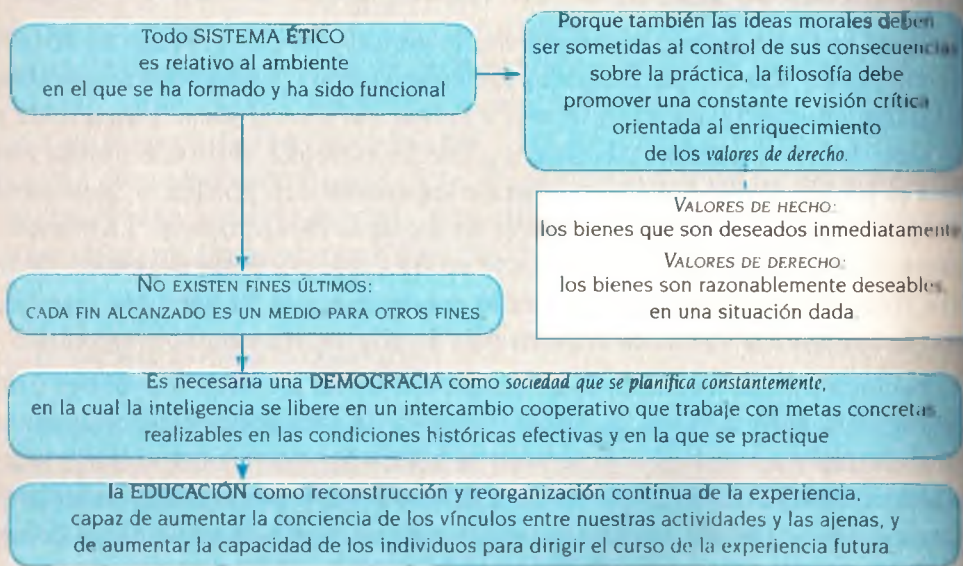 Todo SISTEMA ÉTICO
es relativo al ambiente
en el que se ha formado y ha sido funcional
Porque también las ideas morales deben
ser sometidas al control de sus consecuencias
sobre la práctica, la filosofía debe
promover una constante revisión crítica
orientada al enriquecimiento
de los valores de derecho.
VALORES DE HECHO:
los bienes que son deseados inmediatamente
VALORES DE DERECHO:
los bienes son razonablemente deseables
en una situación dada
NO EXISTEN FINES ÚLTIMOS:
CADA FIN ALCANZADO ES UN MEDIO PARA OTROS FINES.
Es necesaria una DEMOCRACIA como sociedad que se planifica constantemente,
en la cual la inteligencia se libere en un intercambio cooperativo que trabaje con metas concretas
realizables en las condiciones históricas efectivas y en la que se practique
la EDUCACIÓN como reconstrucción y reorganización continua de la experiencia,
capaz de aumentar la conciencia de los vínculos entre nuestras actividades y las ajenas, y
de aumentar la capacidad de los individuos para dirigir el curso de la experiencia futura